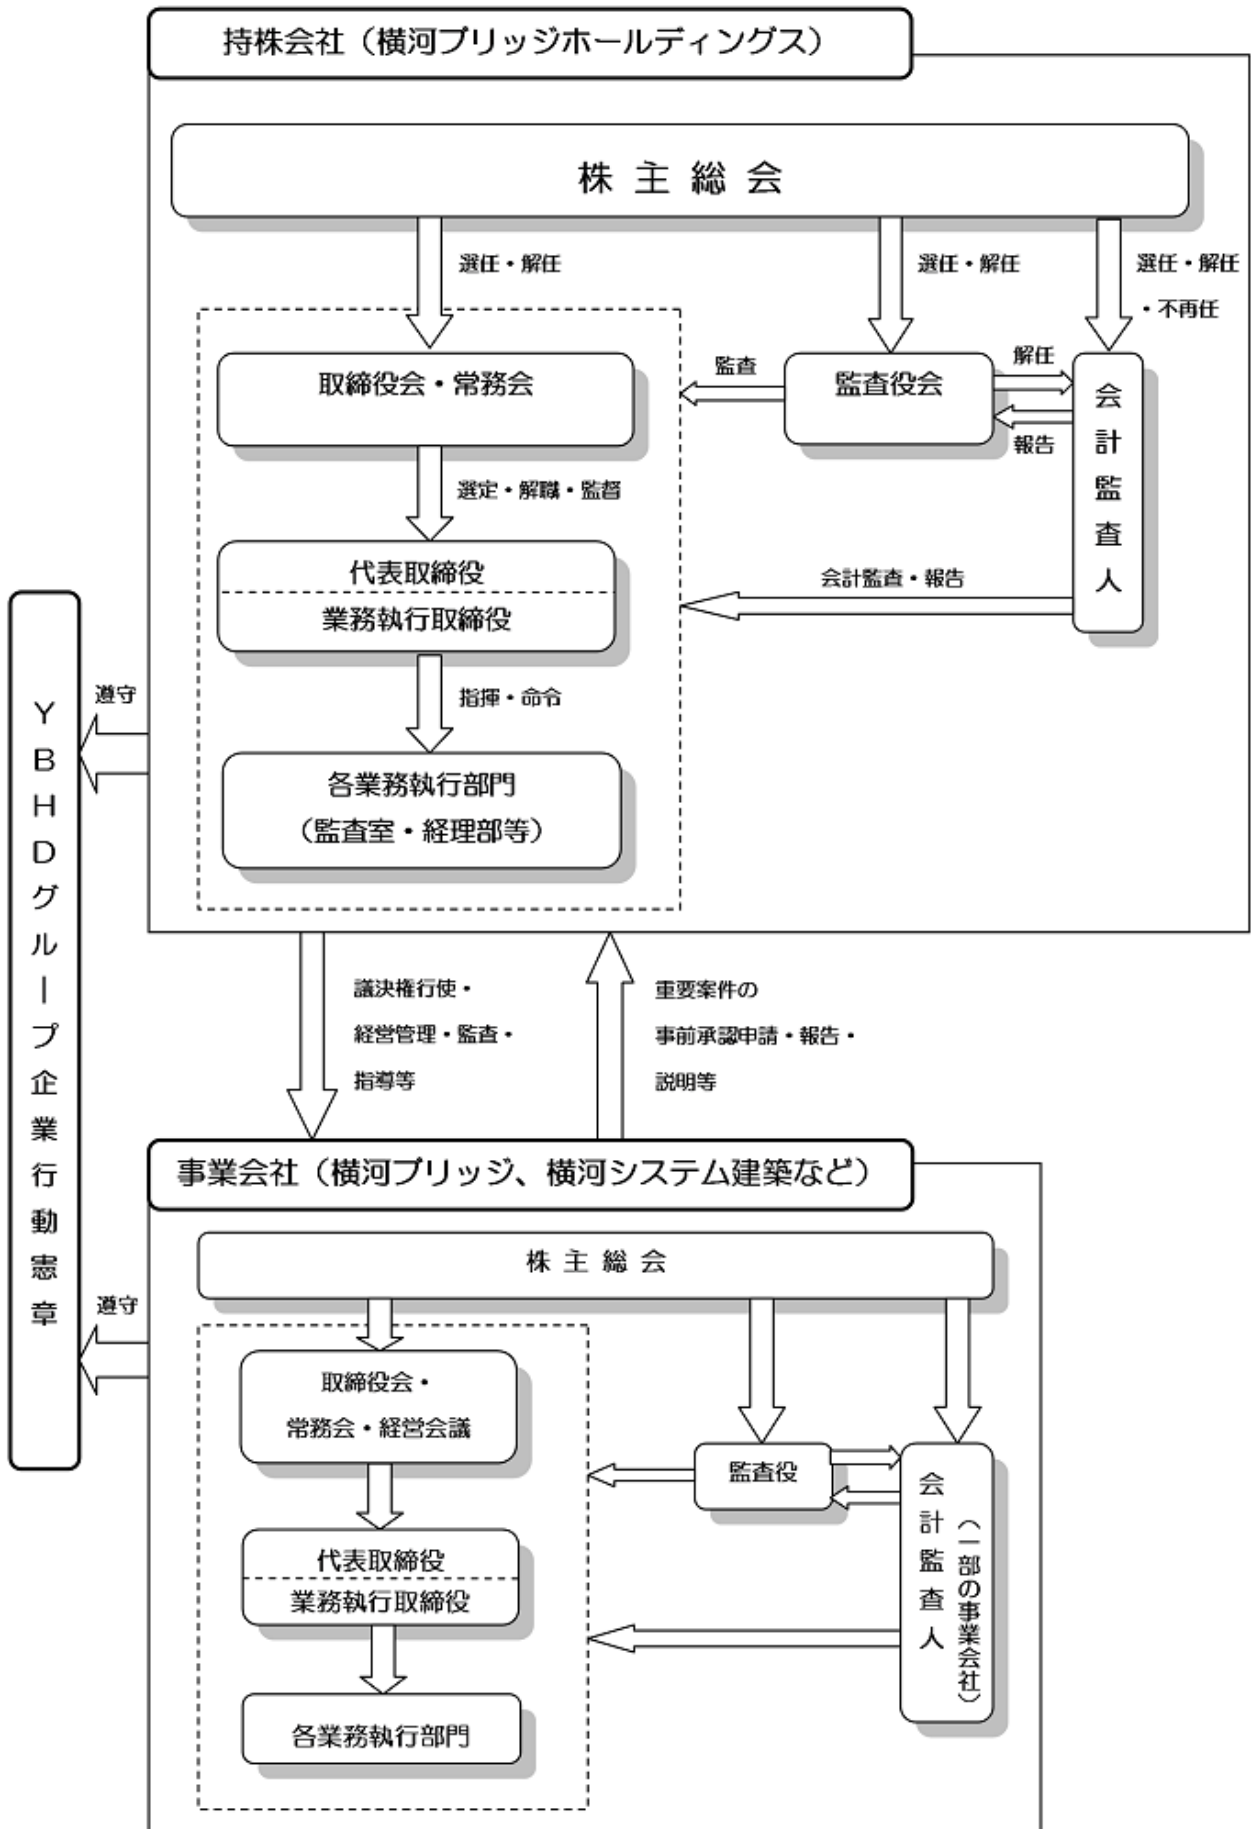 持株会社（横河ブリッジホールディングス）
株主総会
選任・解任
選任・解任
選任・解任
・不再任
取締役会・常務会
監査
監査役会
解任
報告
会計監査人
選定・解職・監督
代表取締役
業務執行取締役
会計監査・報告
指揮・命令
各業務執行部門
（監査室・経理部等）
遵守
YBHDグループ企業行動憲章
議決権行使・
経営管理・監査・
指導等
重要案件の
事前承認申請・報告・
説明等
事業会社（横河ブリッジ、横河システム建築など）
株主総会
遵守
取締役会・
常務会・経営会議
監査役
会計監査人
（一部の事業会社）
代表取締役
業務執行取締役
各業務執行部門